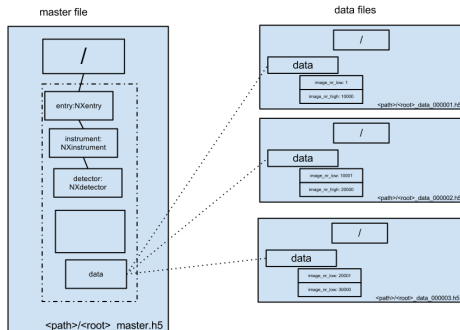 master file
/
entry:NXentry
instrument:
NXinstrument
detector:
NXdetector
data
<path>/<root>_master.h5
data files
/
data
image_nr_low: 1
image_nr_high: 10000
<path>/<root>_data_000001.h5
/
data
image_nr_low: 10001
image_nr_high: 20000
<path>/<root>_data_000002.h5
/
data
image_nr_low: 20001
image_nr_low: 30000
<path>/<root>_data_000003.h5